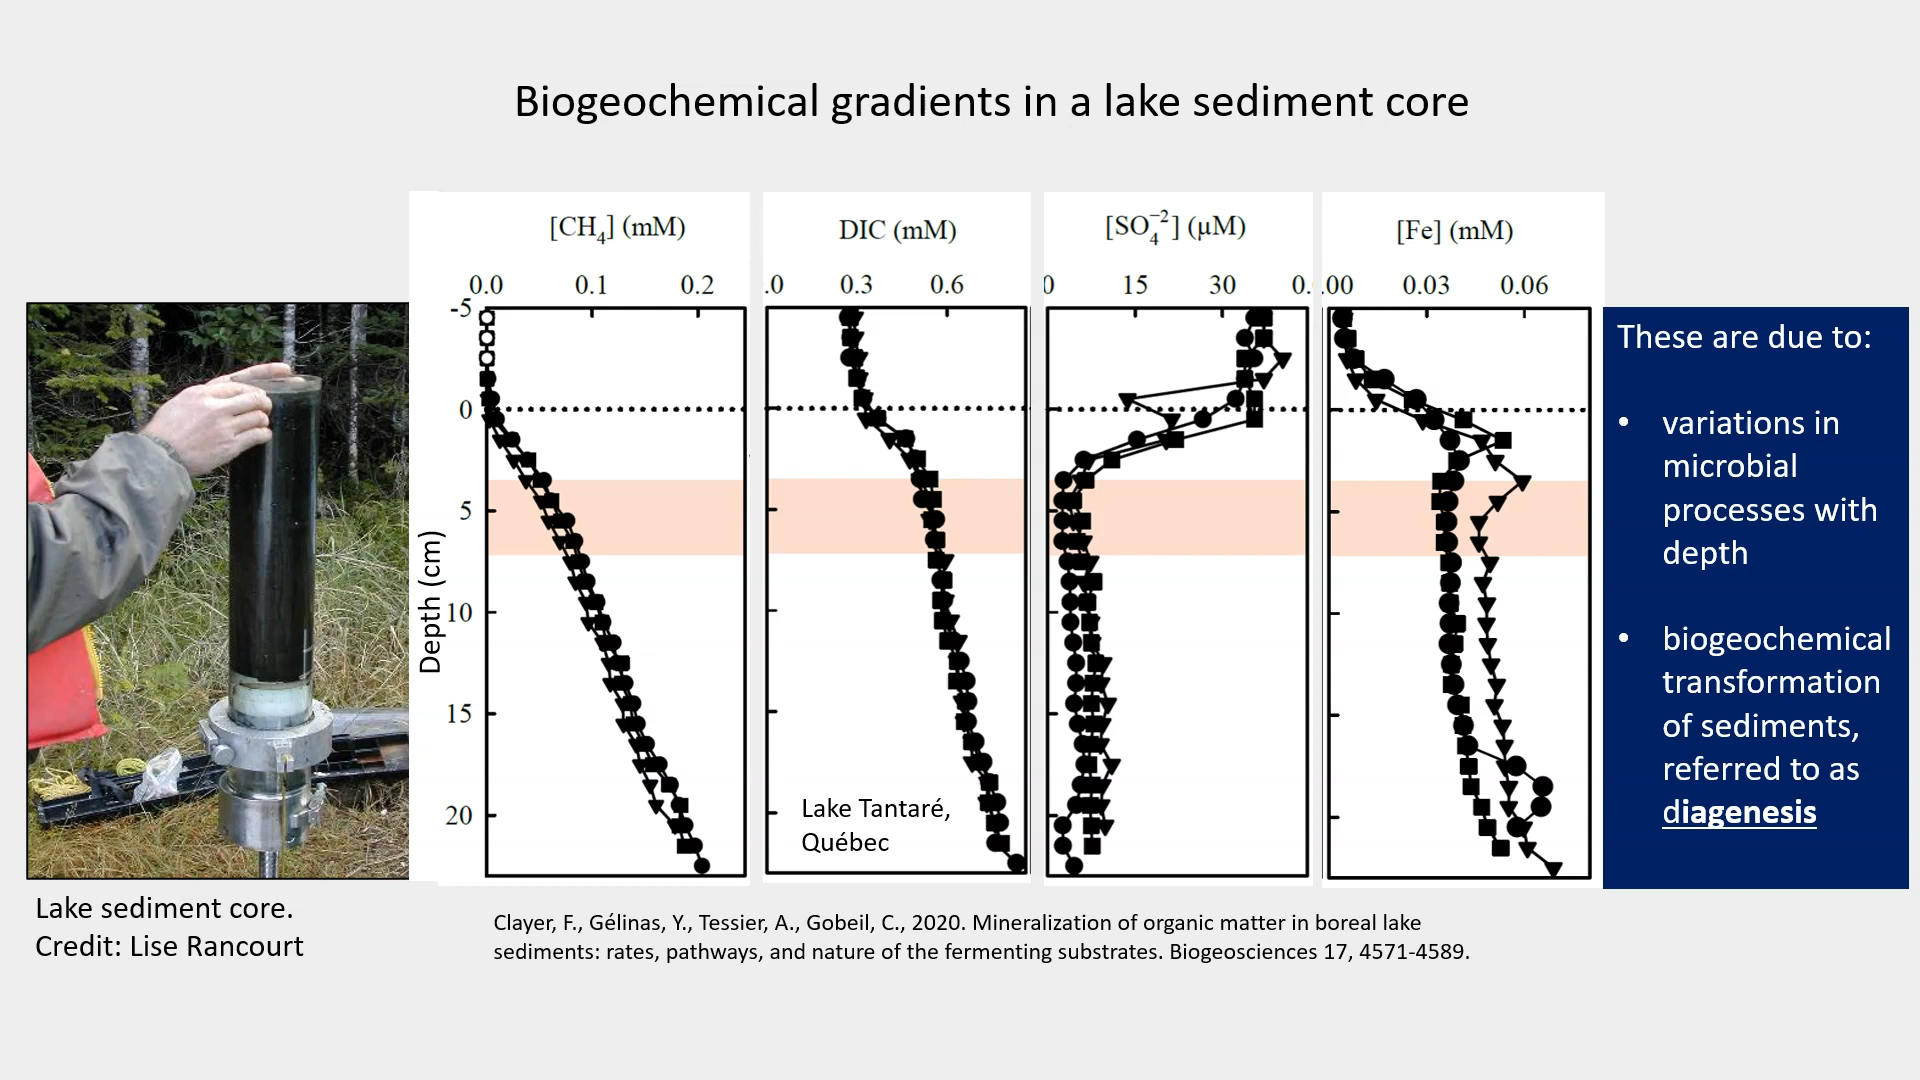 Biogeochemical gradients in a lake sediment core
[CH₄] (mM)
DIC (mM)
[SO₄⁻²] (µM)
[Fe] (mM)
0.0 0.1 0.2
.0 0.3 0.6
0 15 30 0.
.00 0.03 0.06
-5
0
5
10
15
20
Depth (cm)
Lake Tantaré,
Québec
These are due to:
• variations in
microbial
processes with
depth
• biogeochemical
transformation
of sediments,
referred to as
diagenesis
Lake sediment core.
Credit: Lise Rancourt
Clayer, F., Gélinas, Y., Tessier, A., Gobeil, C., 2020. Mineralization of organic matter in boreal lake
sediments: rates, pathways, and nature of the fermenting substrates. Biogeosciences 17, 4571-4589.